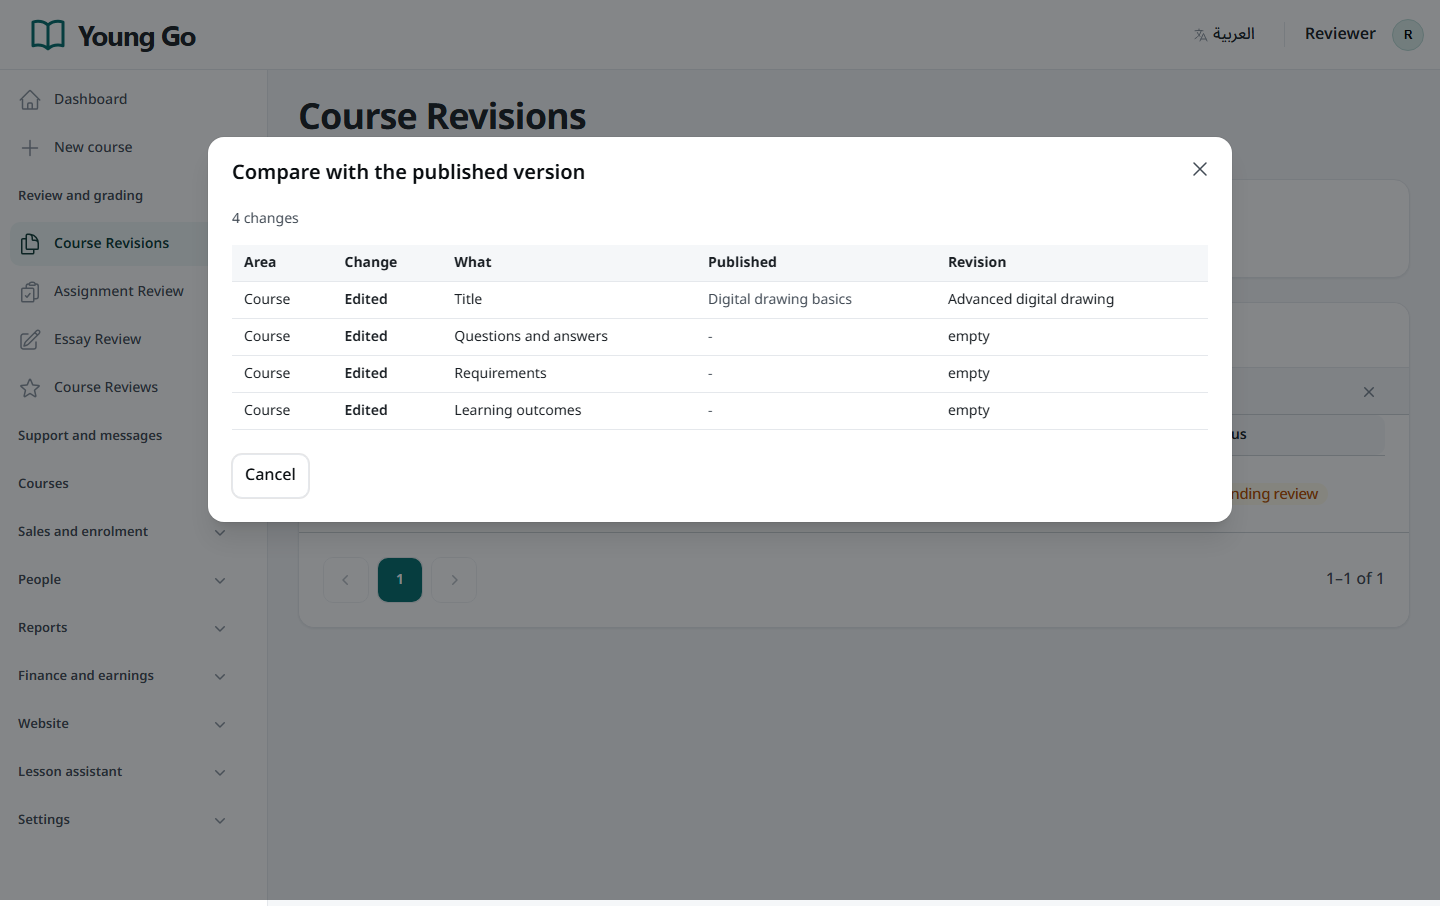 Young Go
العربية
Reviewer
R
Dashboard
New course
Review and grading
Course Revisions
Assignment Review
Essay Review
Course Reviews
Support and messages
Courses
Sales and enrolment
People
Reports
Finance and earnings
Website
Lesson assistant
Settings
Course Revisions
Compare with the published version
4 changes
Area Change What Published Revision
Course Edited Title Digital drawing basics Advanced digital drawing
Course Edited Questions and answers - empty
Course Edited Requirements - empty
Course Edited Learning outcomes - empty
Cancel
review
1
1–1 of 1